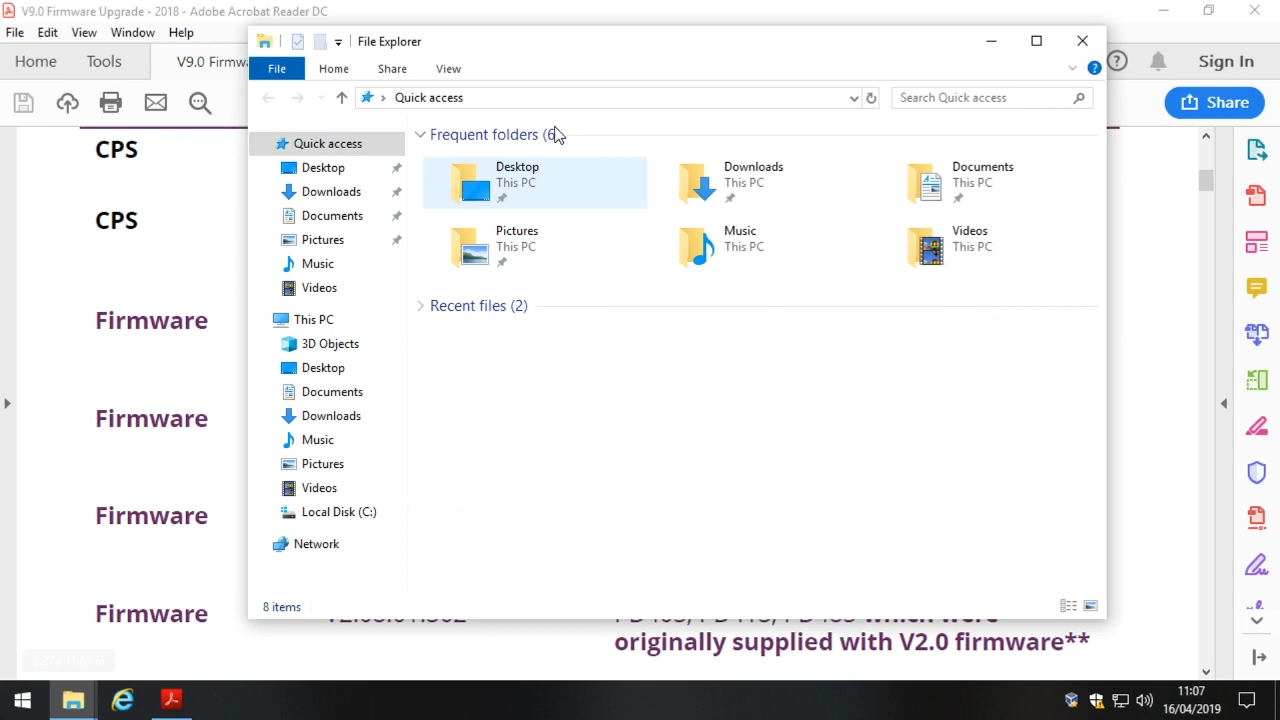 V9.0 Firmware Upgrade - 2018 - Adobe Acrobat Reader DC
File Edit View Window Help
Home Tools V9.0 Firmw
Sign In
Share
File Explorer
File Home Share View
Quick access
Search Quick access
Quick access
Desktop
Downloads
Documents
Pictures
Music
Videos
This PC
3D Objects
Desktop
Documents
Downloads
Music
Pictures
Videos
Local Disk (C:)
Network
Frequent folders (6)
Desktop
This PC
Downloads
This PC
Documents
This PC
Pictures
This PC
Music
This PC
Videos
This PC
Recent files (2)
8 items
CPS
CPS
Firmware
Firmware
Firmware
Firmware
which were
originally supplied with V2.0 firmware**
11:07
16/04/2019